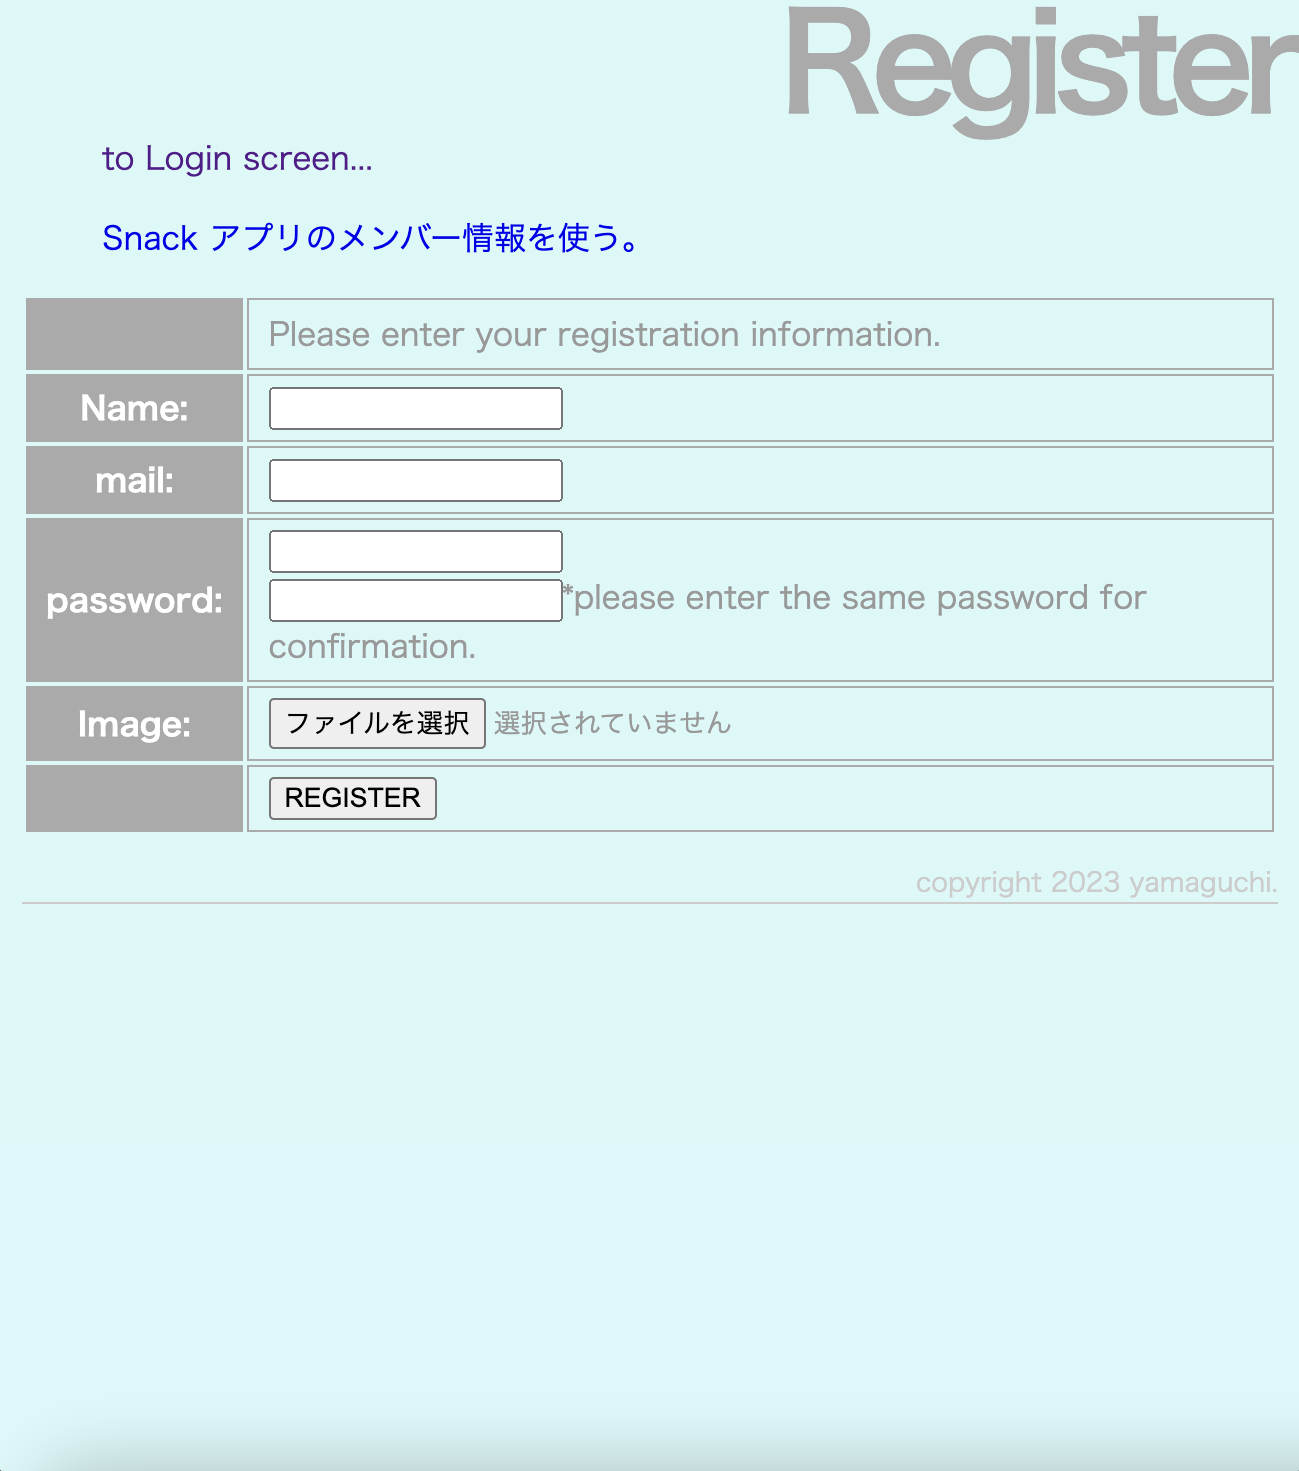 Register
to Login screen...
Snack アプリのメンバー情報を使う。
Please enter your registration information.
Name:
mail:
password:
*please enter the same password for
confirmation.
Image:
ファイルを選択 選択されていません
REGISTER
copyright 2023 yamaguchi.